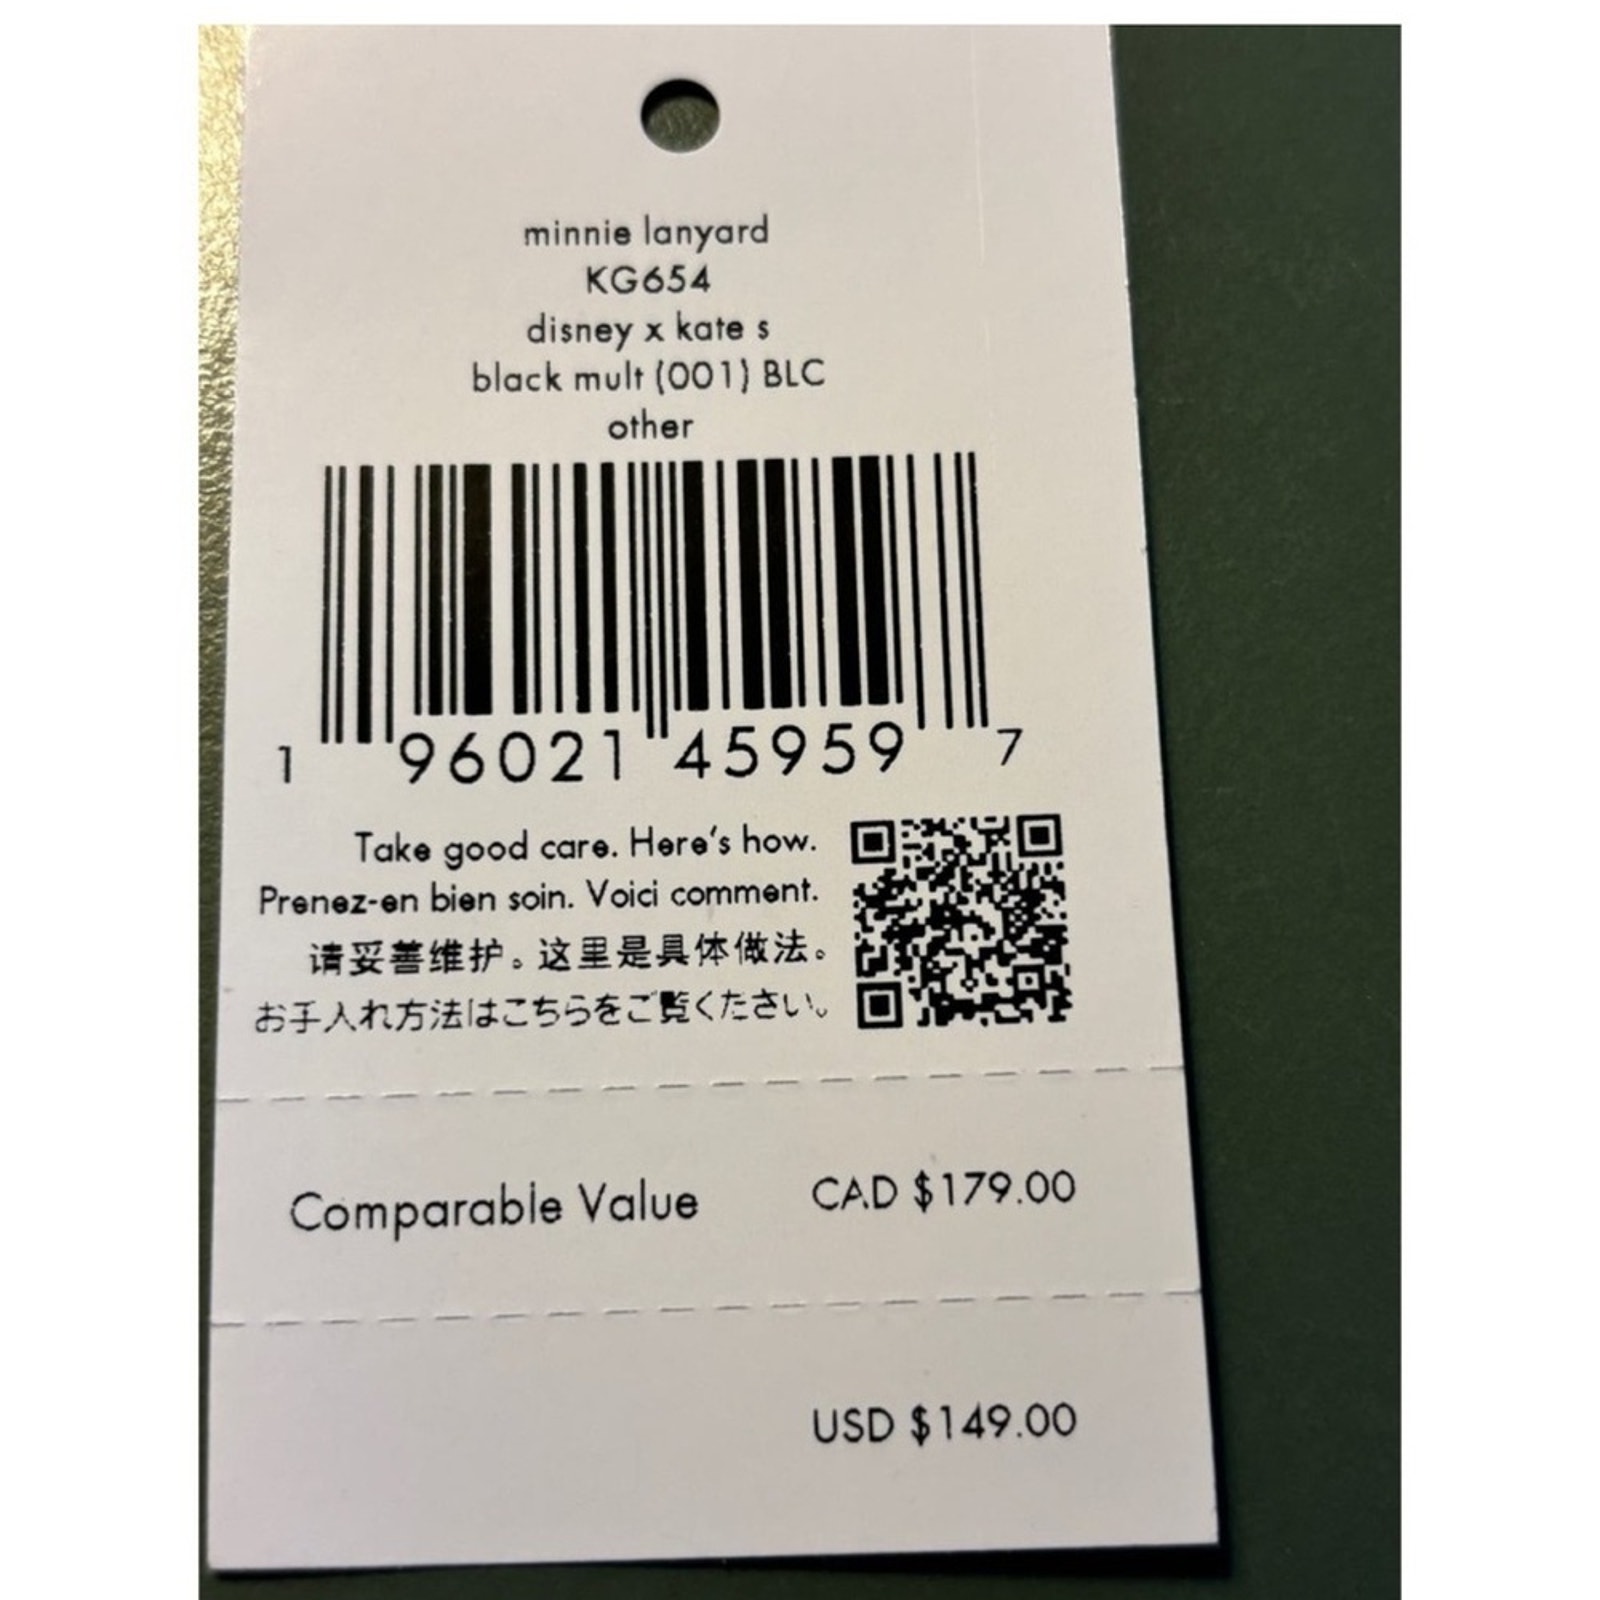 minnie lanyard
KG654
disney x kate s
black mult (001) BLC
other
1 96021 45959 7
Take good care. Here's how.
Prenez-en bien soin. Voici comment.
请妥善维护。这里是具体做法。
お手入れ方法はこちらをご覧ください。
Comparable Value CAD $179.00
USD $149.00